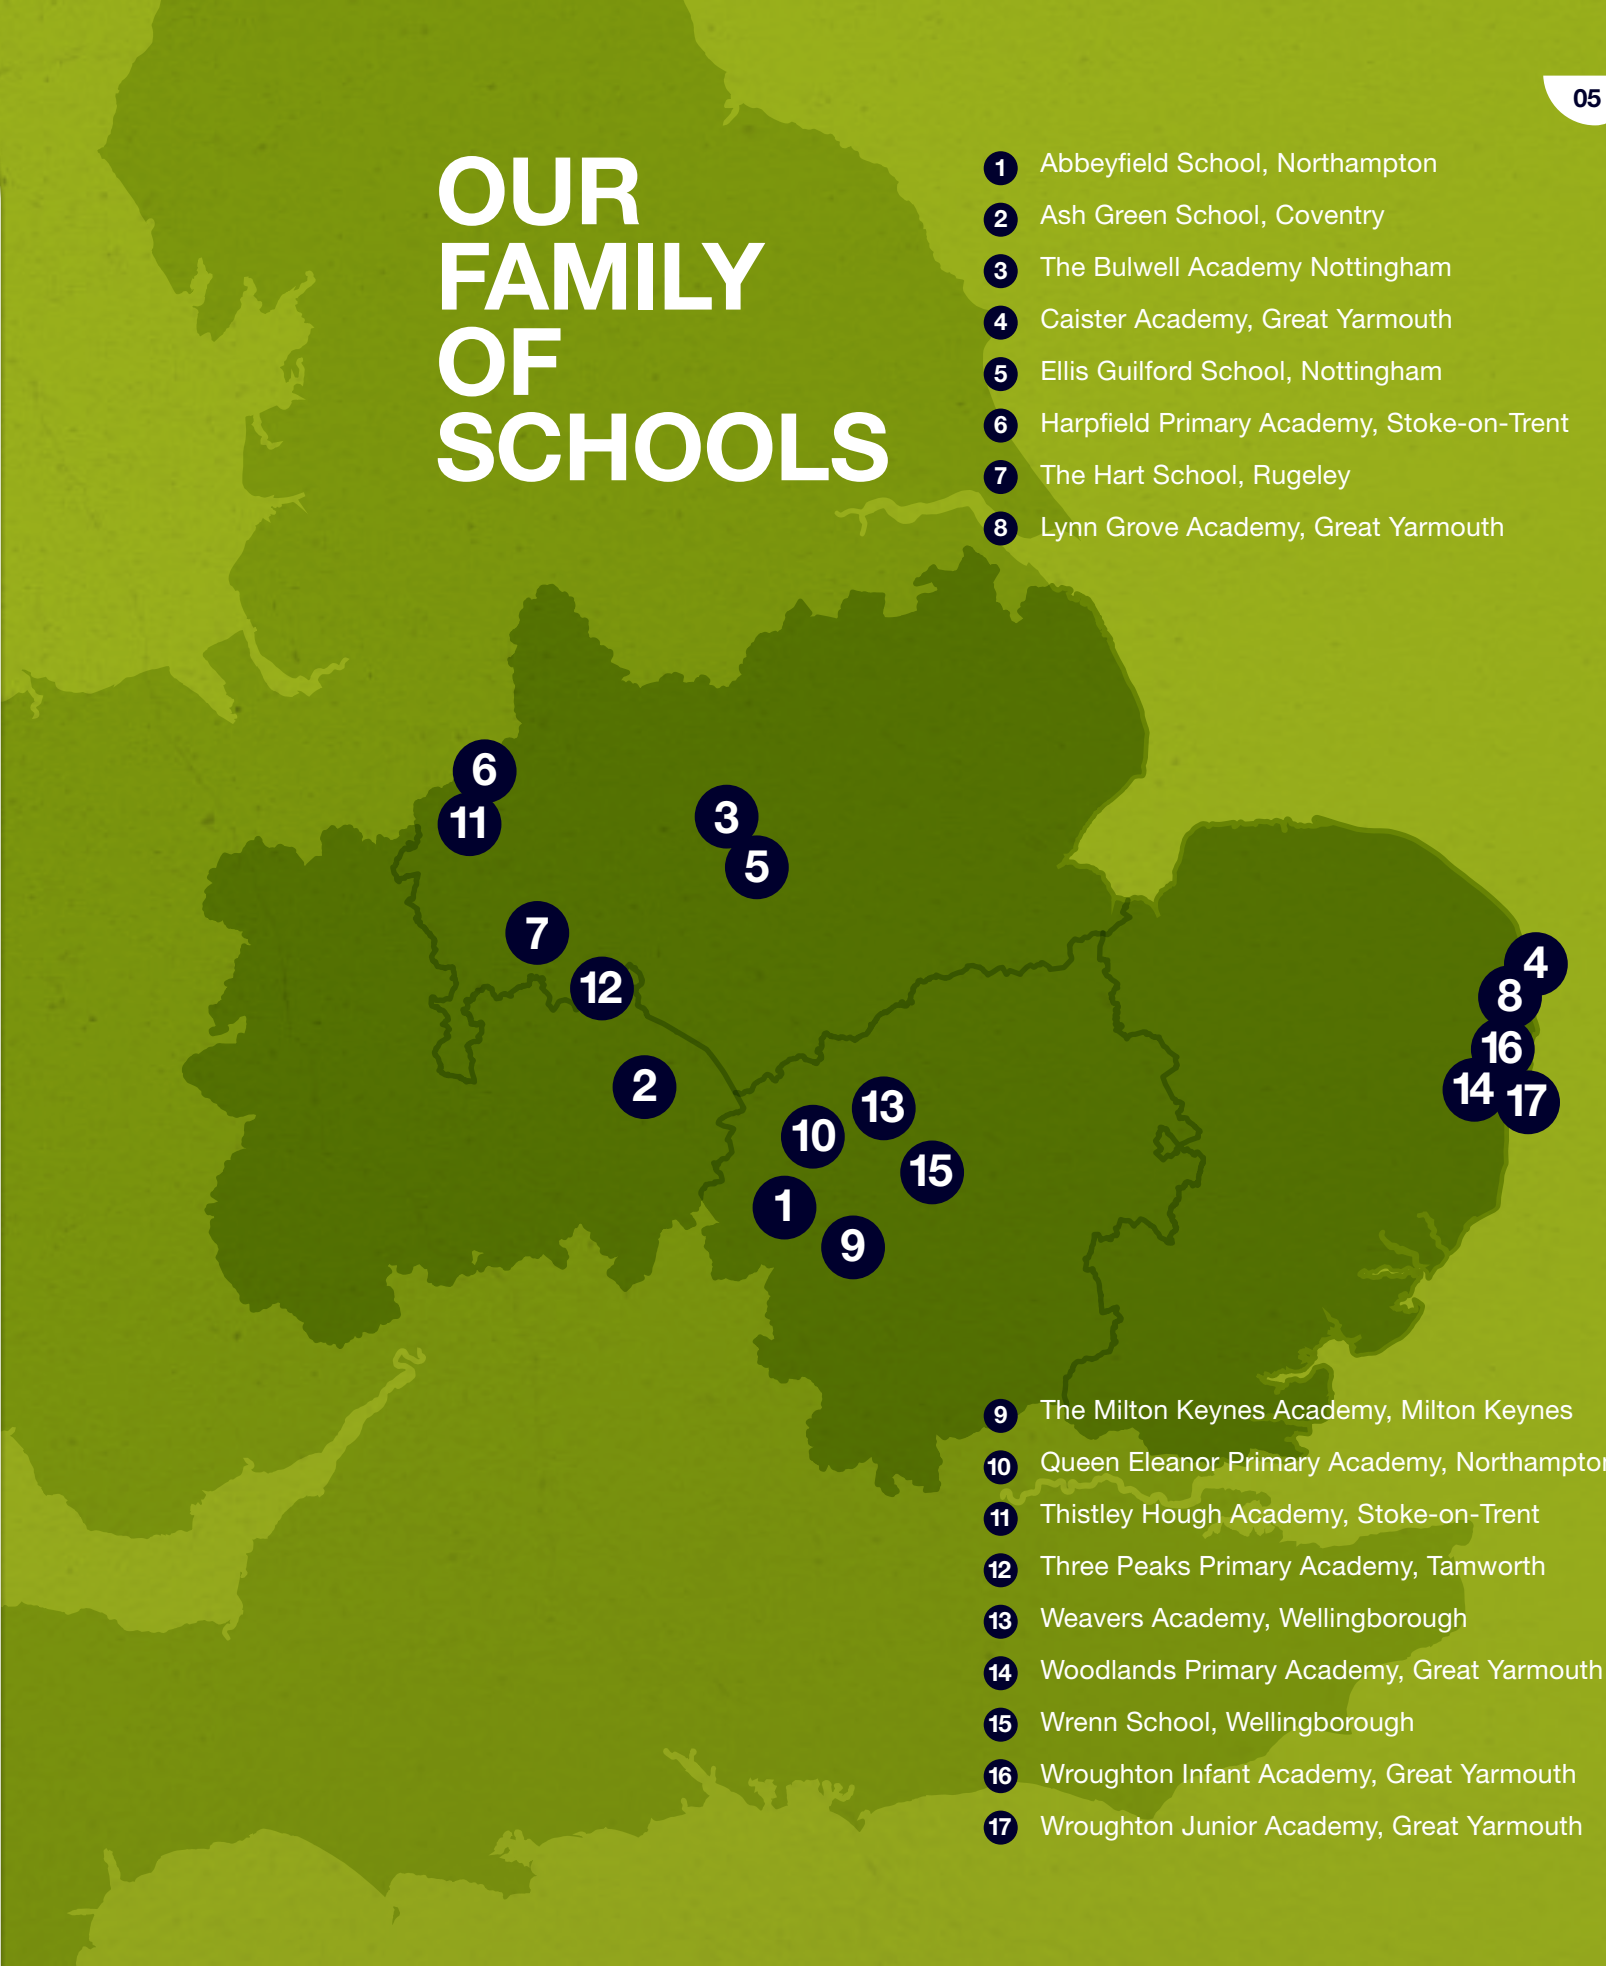 05
OUR
FAMILY
OF
SCHOOLS
1 Abbeyfield School, Northampton
2 Ash Green School, Coventry
3 The Bulwell Academy Nottingham
4 Caister Academy, Great Yarmouth
5 Ellis Guilford School, Nottingham
6 Harpfield Primary Academy, Stoke-on-Trent
7 The Hart School, Rugeley
8 Lynn Grove Academy, Great Yarmouth
6
11
3
5
7
12
4
8
16
14 17
2
13
10
15
1
9
9 The Milton Keynes Academy, Milton Keynes
10 Queen Eleanor Primary Academy, Northampton
11 Thistley Hough Academy, Stoke-on-Trent
12 Three Peaks Primary Academy, Tamworth
13 Weavers Academy, Wellingborough
14 Woodlands Primary Academy, Great Yarmouth
15 Wrenn School, Wellingborough
16 Wroughton Infant Academy, Great Yarmouth
17 Wroughton Junior Academy, Great Yarmouth